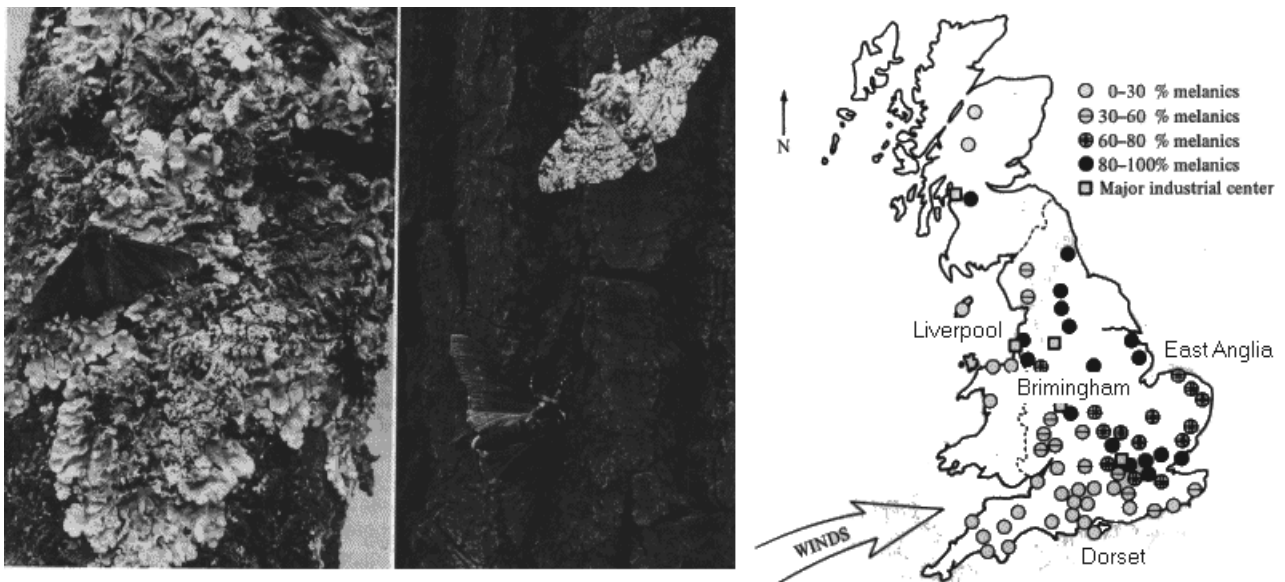 0–30 % melanics
30–60 % melanics
60–80 % melanics
80–100% melanics
Major industrial center
N
Liverpool
East Anglia
Brimingham
WINDS
Dorset